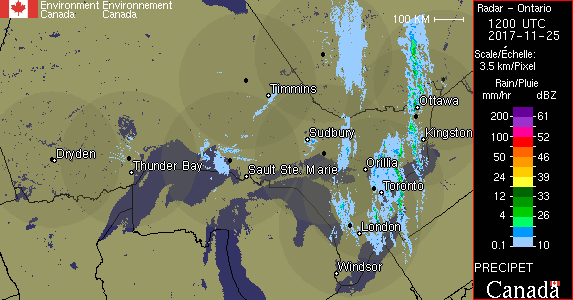 Environment Environnement
Canada Canada
100 KM
Timmins
Ottawa
Sudbury
Kingston
Dryden
Thunder Bay
Sault Ste. Marie
Orillia
Toronto
London
Windsor
Radar - Ontario
1200 UTC
2017-11-25
Scale/Échelle:
3.5 km/Pixel
Rain/Pluie
mm/hr dBZ
200 61
100 52
50 46
24 39
12 33
4 26
0.1 10
PRECIPET
Canada